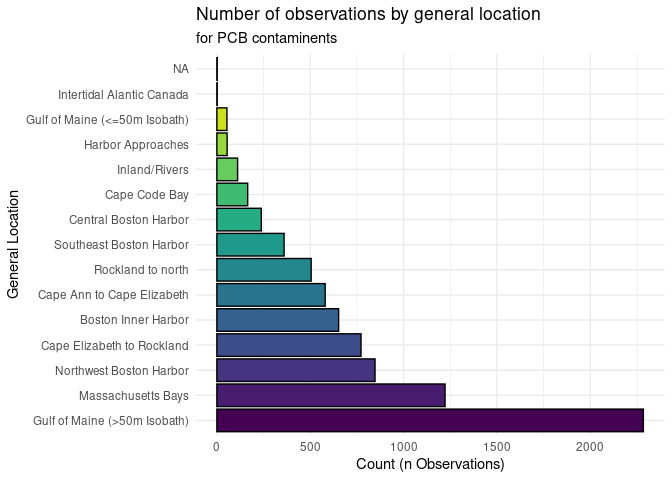 Number of observations by general location
for PCB contaminents
General Location
NA
Intertidal Alantic Canada
Gulf of Maine (<=50m Isobath)
Harbor Approaches
Inland/Rivers
Cape Code Bay
Central Boston Harbor
Southeast Boston Harbor
Rockland to north
Cape Ann to Cape Elizabeth
Boston Inner Harbor
Cape Elizabeth to Rockland
Northwest Boston Harbor
Massachusetts Bays
Gulf of Maine (>50m Isobath)
0 500 1000 1500 2000
Count (n Observations)